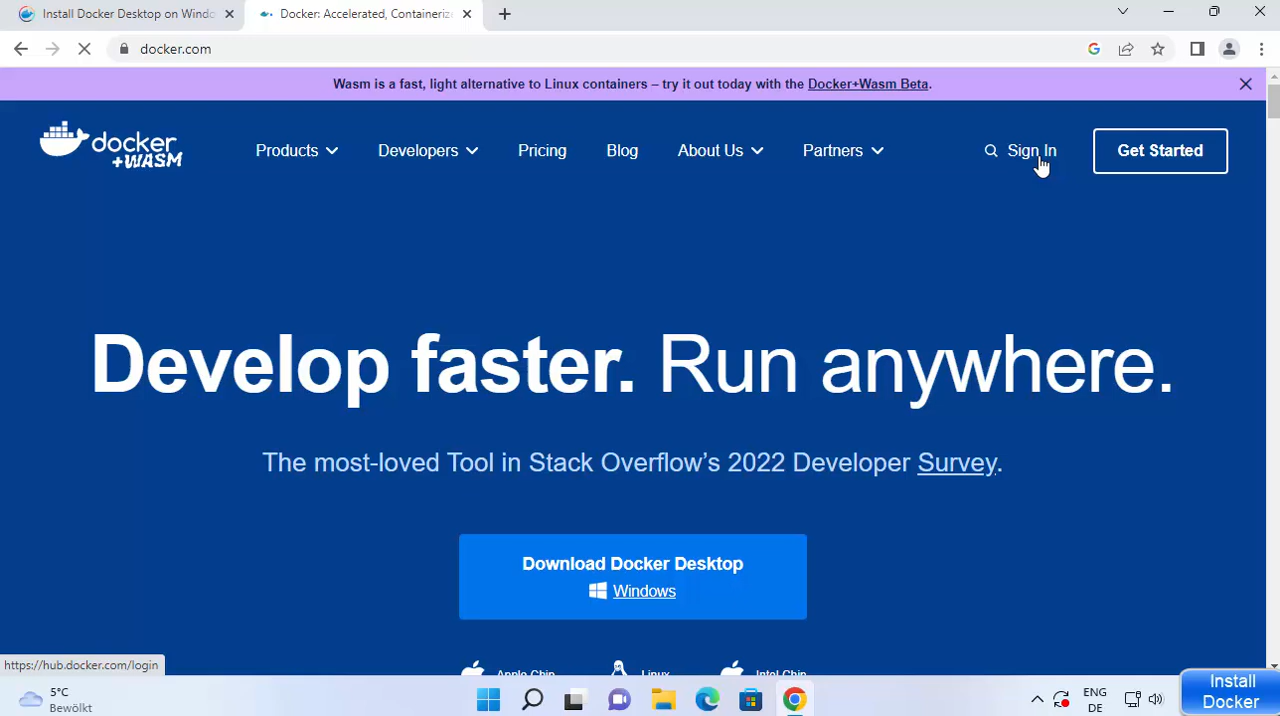 Install Docker Desktop on Windo
Docker: Accelerated, Containeriz
docker.com
Wasm is a fast, light alternative to Linux containers – try it out today with the Docker+Wasm Beta.
docker
+WASM
Products
Developers
Pricing
Blog
About Us
Partners
Sign In
Get Started
Develop faster. Run anywhere.
The most-loved Tool in Stack Overflow's 2022 Developer Survey.
Download Docker Desktop
Windows
Apple Chip
Linux
Intel Chip
https://hub.docker.com/login
5°C
Bewölkt
ENG
DE
Install
Docker